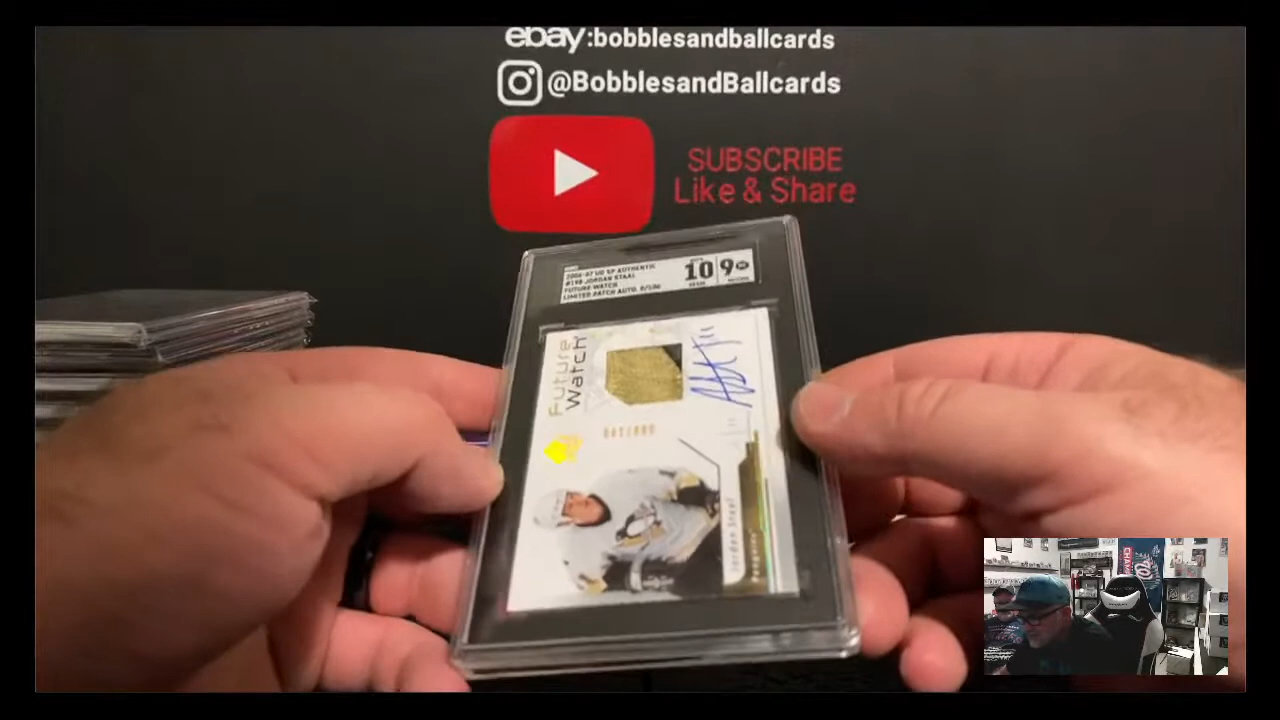 ebay:bobblesandballcards
@BobblesandBallcards
SUBSCRIBE
Like & Share
2006-07 UD SP AUTHENTIC
#198 JORDAN STAAL
FUTURE WATCH
LIMITED PATCH AUTO.
10 9
Future
Watch
Jordan Staal
Penguins